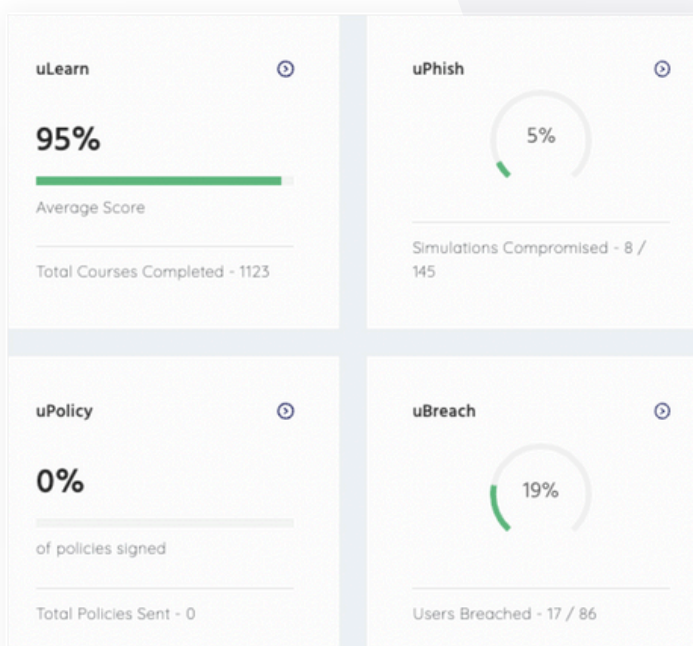 uLearn
95%
Average Score
Total Courses Completed - 1123
uPhish
5%
Simulations Compromised - 8 /
145
uPolicy
0%
of policies signed
Total Policies Sent - 0
uBreach
19%
Users Breached - 17 / 86